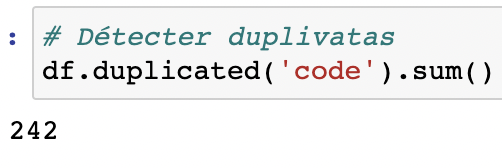 :
# Détecter duplivatas
df.duplicated('code').sum()
242